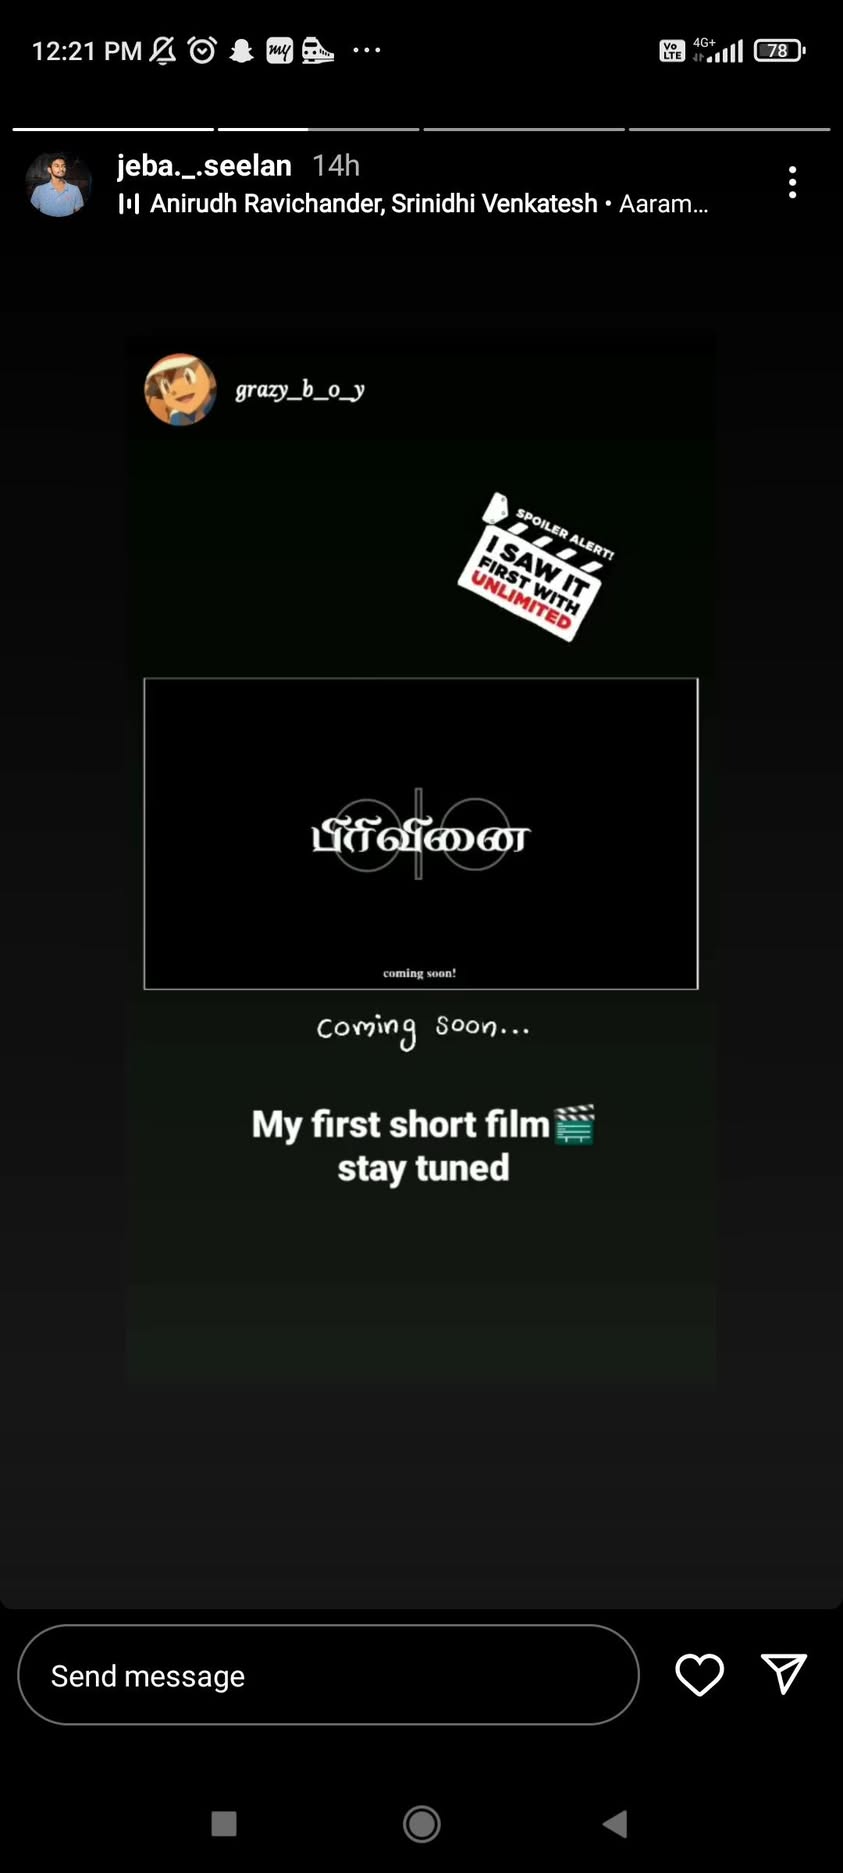 12:21 PM
my
Vo LTE
4G+
78
jeba._.seelan 14h
Anirudh Ravichander, Srinidhi Venkatesh • Aaram...
grazy_b_o_y
SPOILER ALERT!
I SAW IT
FIRST WITH
UNLIMITED
பிரிவினை
coming soon!
coming soon...
My first short film🎬
stay tuned
Send message